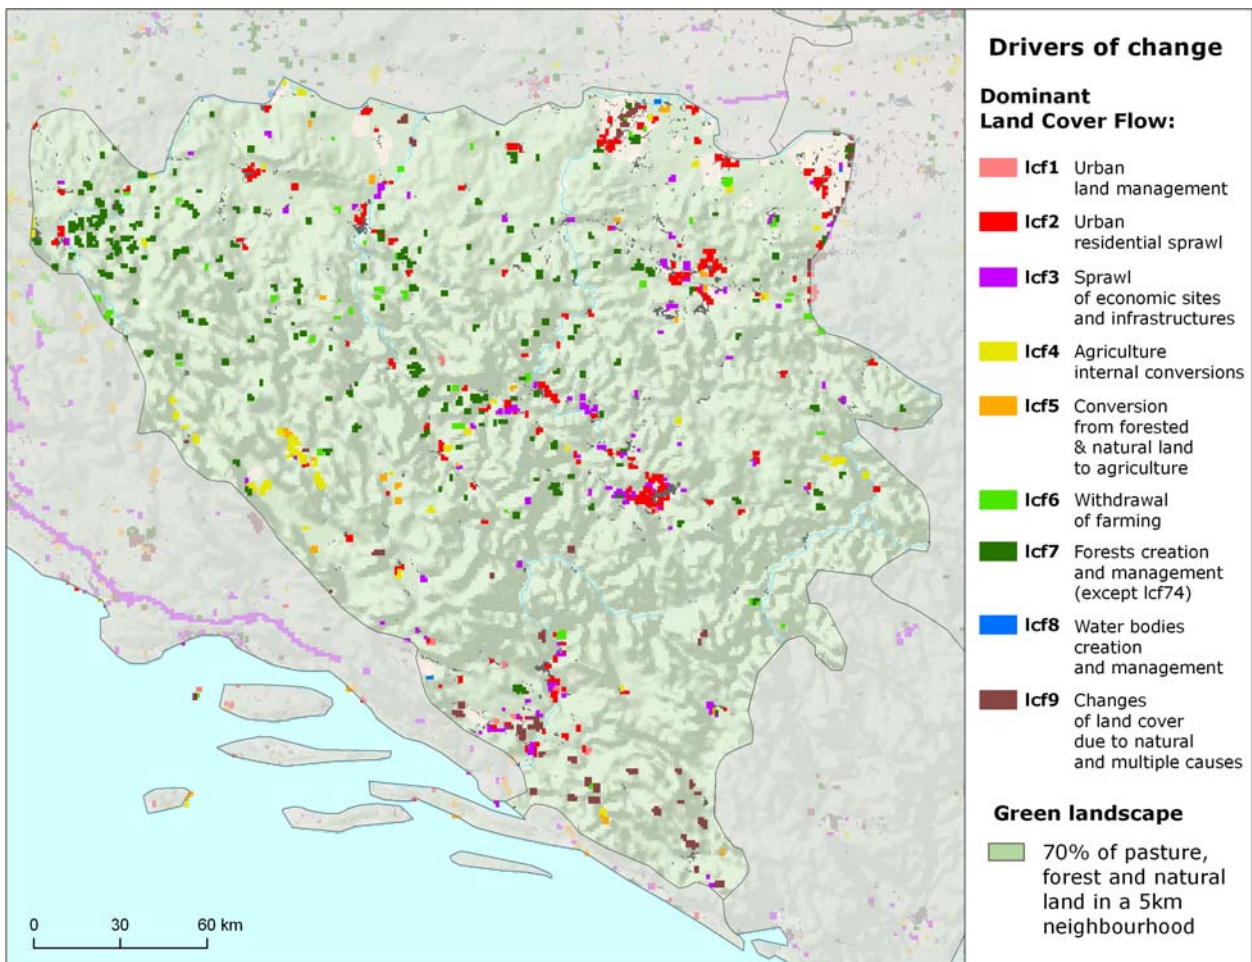 Drivers of change
Dominant
Land Cover Flow:
lcf1 Urban
land management
lcf2 Urban
residential sprawl
lcf3 Sprawl
of economic sites
and infrastructures
lcf4 Agriculture
internal conversions
lcf5 Conversion
from forested
& natural land
to agriculture
lcf6 Withdrawal
of farming
lcf7 Forests creation
and management
(except lcf74)
lcf8 Water bodies
creation
and management
lcf9 Changes
of land cover
due to natural
and multiple causes
Green landscape
70% of pasture,
forest and natural
land in a 5km
neighbourhood
0 30 60 km